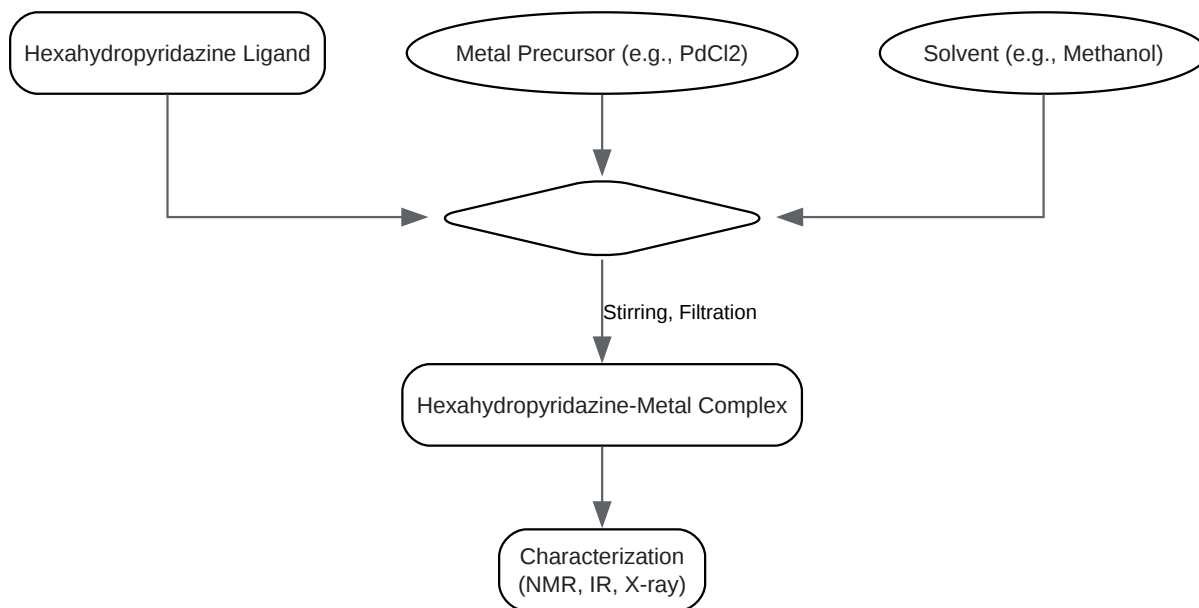 Hexahydropyridazine Ligand
Metal Precursor (e.g., PdCl2)
Solvent (e.g., Methanol)
Stirring, Filtration
Hexahydropyridazine-Metal Complex
Characterization
(NMR, IR, X-ray)